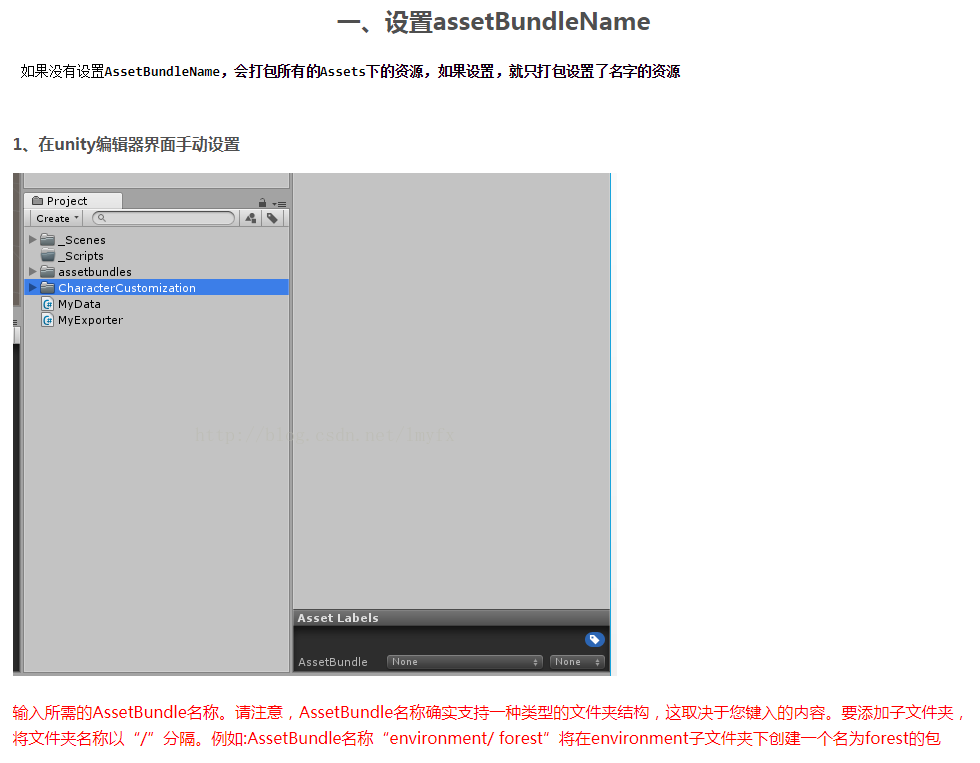 一、设置assetBundleName
如果没有设置AssetBundleName，会打包所有的Assets下的资源，如果设置，就只打包设置了名字的资源
1、在unity编辑器界面手动设置
Project
Create
_Scenes
_Scripts
assetbundles
CharacterCustomization
MyData
MyExporter
Asset Labels
AssetBundle None None
输入所需的AssetBundle名称。请注意，AssetBundle名称确实支持一种类型的文件夹结构，这取决于您键入的内容。要添加子文件夹，
将文件夹名称以“/”分隔。例如:AssetBundle名称“environment/ forest”将在environment子文件夹下创建一个名为forest的包